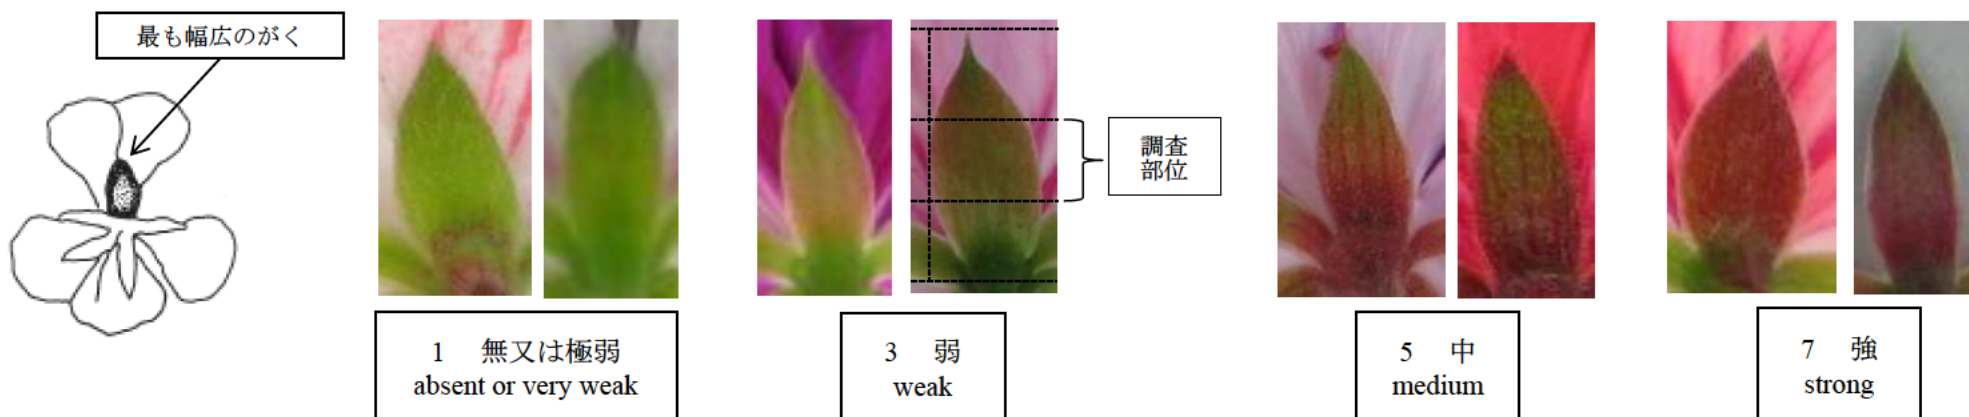 最も幅広のがく
調査
部位
1 無又は極弱
absent or very weak
3 弱
weak
5 中
medium
7 強
strong